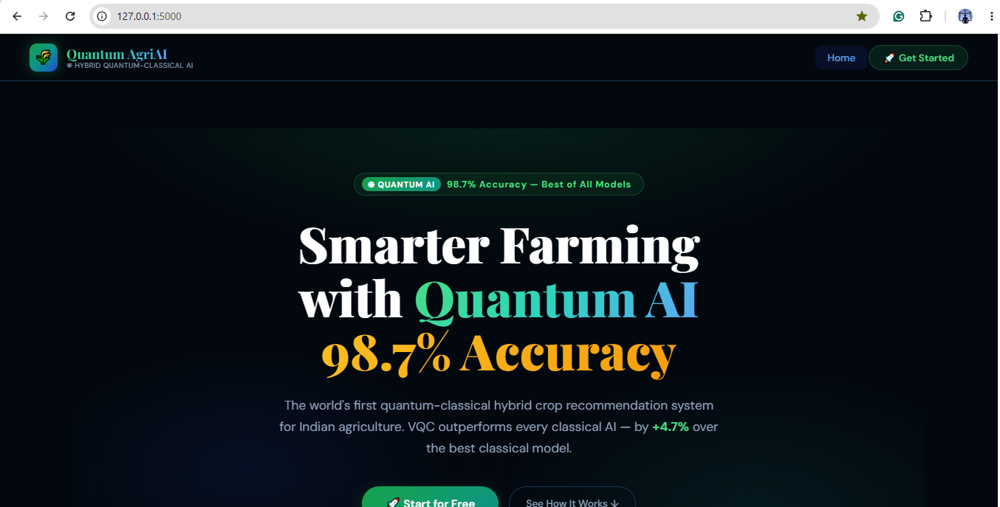 127.0.0.1:5000
Quantum AgriAI
⚛ HYBRID QUANTUM-CLASSICAL AI
Home
🚀 Get Started
⚛ QUANTUM AI 98.7% Accuracy — Best of All Models
Smarter Farming
with Quantum AI
98.7% Accuracy
The world's first quantum-classical hybrid crop recommendation system
for Indian agriculture. VQC outperforms every classical AI — by +4.7% over
the best classical model.
🚀 Start for Free
See How It Works ↓